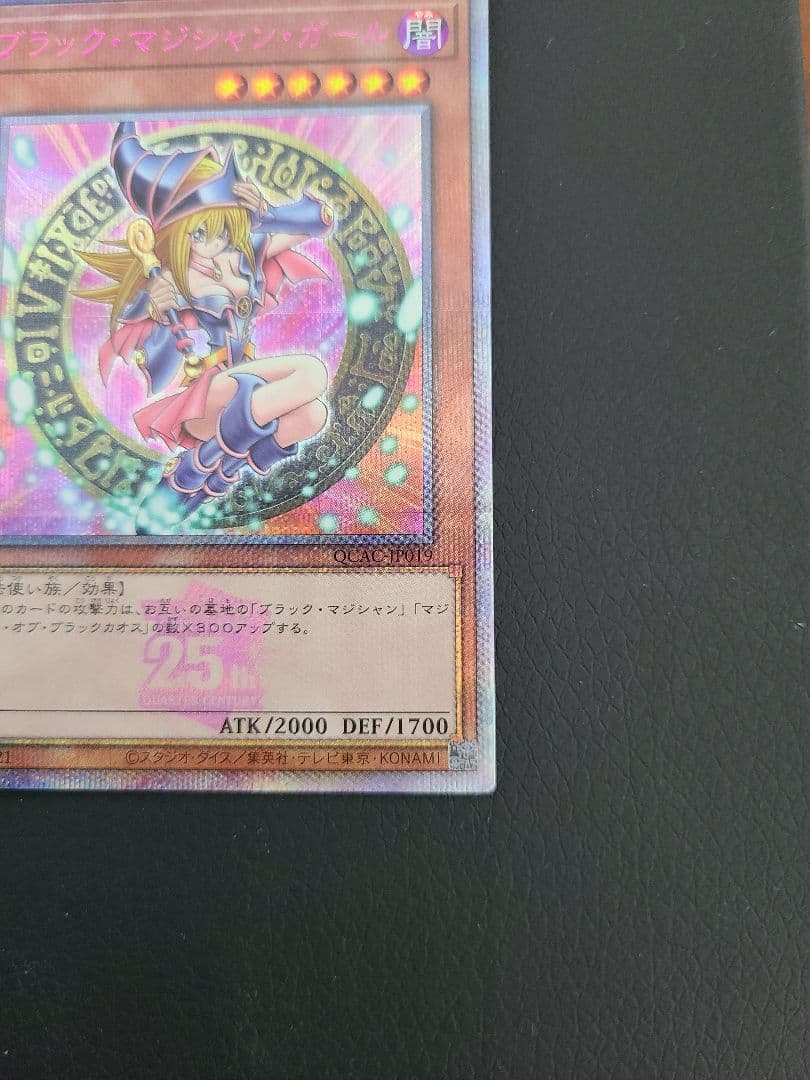 ブラック・マジシャン・ガール
闇
QCAC-JP019
使い族／効果】
のカードの攻撃力は、お互いの墓地の「ブラック・マジシャン」「マジ
・オブ・ブラックカオス」の数×300アップする。
25th
QUARTER CENTURY
ATK/2000 DEF/1700
21
©スタジオ・ダイス／集英社・テレビ東京・KONAMI